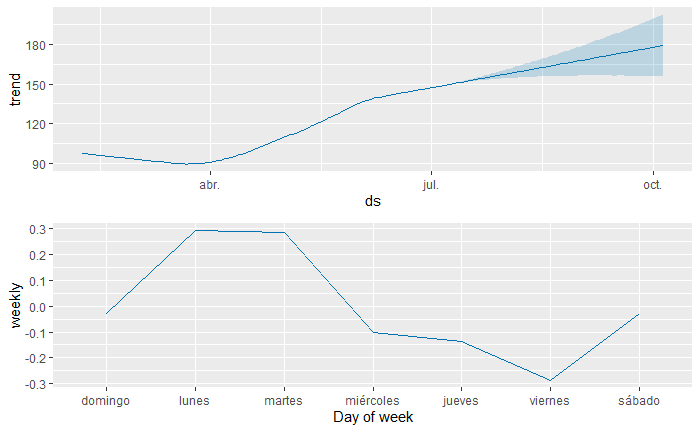 trend
180
150
120
90
abr. jul. oct.
ds
weekly
0.3
0.2
0.1
0.0
-0.1
-0.2
-0.3
domingo lunes martes miércoles jueves viernes sábado
Day of week